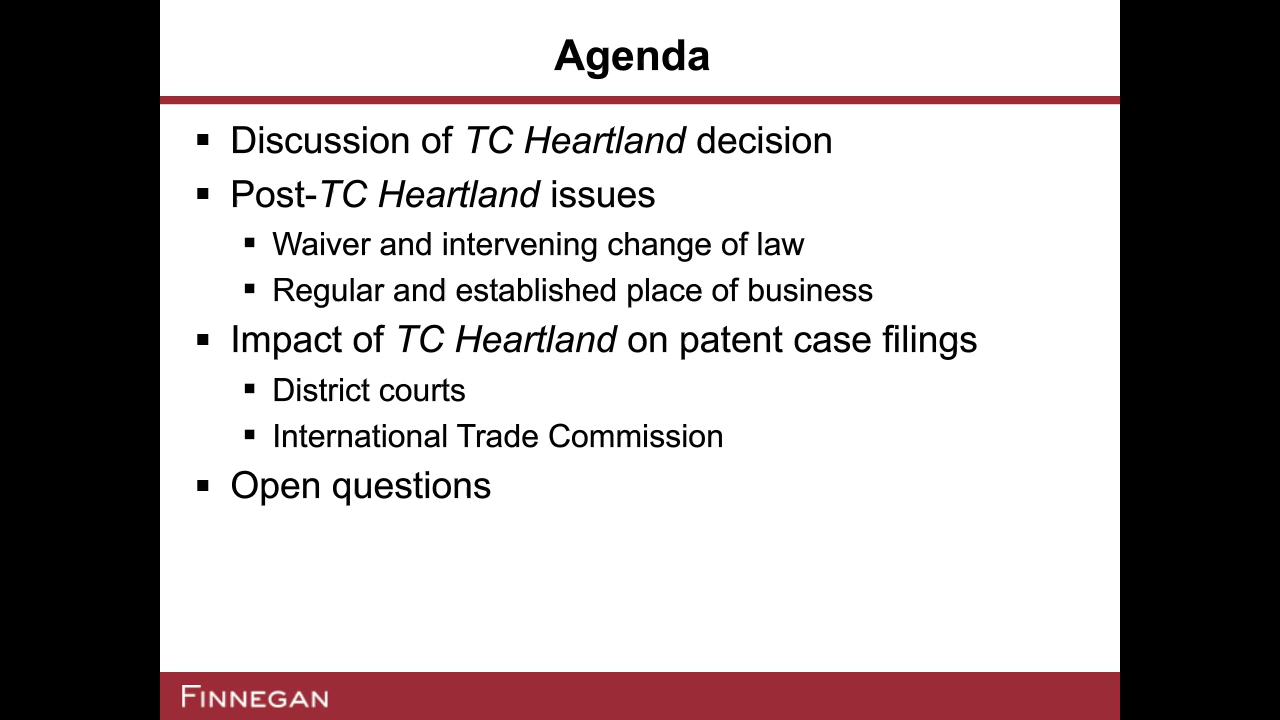 Agenda
▪ Discussion of TC Heartland decision
▪ Post-TC Heartland issues
▪ Waiver and intervening change of law
▪ Regular and established place of business
▪ Impact of TC Heartland on patent case filings
▪ District courts
▪ International Trade Commission
▪ Open questions
FINNEGAN